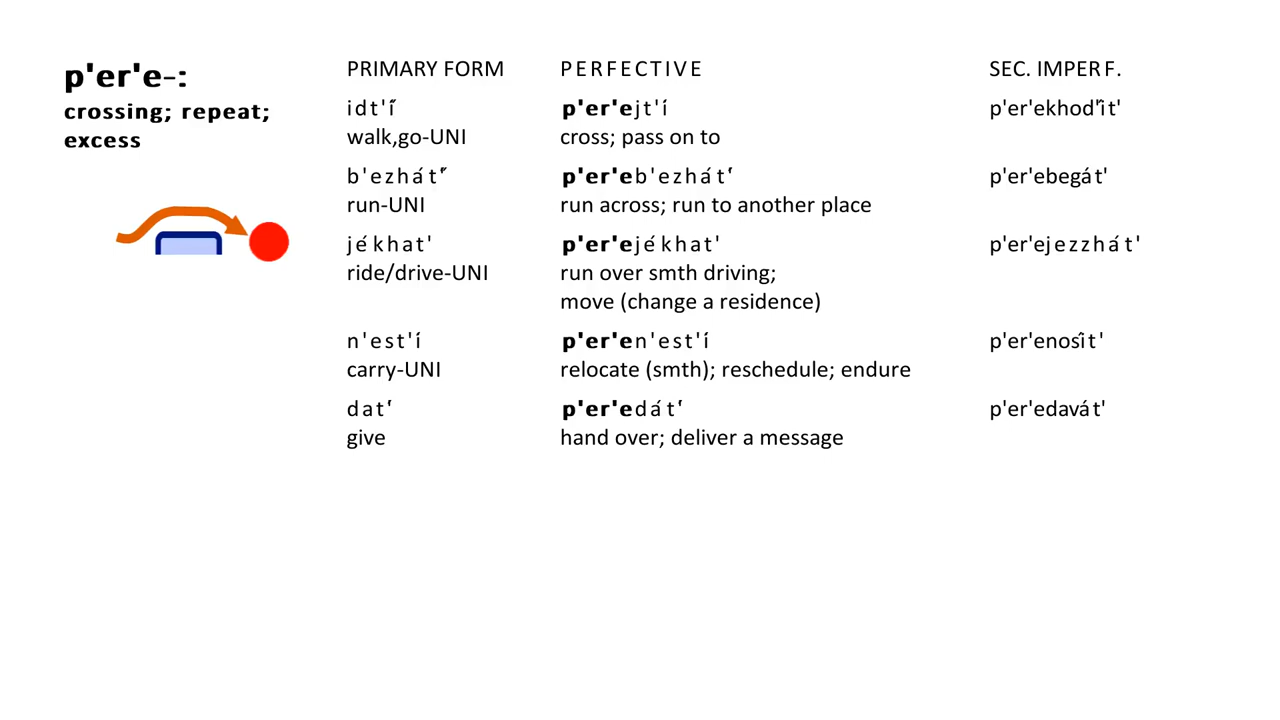 p'er'e-:
crossing; repeat;
excess
PRIMARY FORM PERFECTIVE SEC. IMPERF.
idt'í p'er'ejt'í p'er'ekhod'ít'
walk,go-UNI cross; pass on to
b'ezhát' p'er'eb'ezhát' p'er'ebegát'
run-UNI run across; run to another place
jékhat' p'er'ejékhat' p'er'ejezzhát'
ride/drive-UNI run over smth driving;
move (change a residence)
n'est'í p'er'en'est'í p'er'enosít'
carry-UNI relocate (smth); reschedule; endure
dat' p'er'edát' p'er'edavát'
give hand over; deliver a message